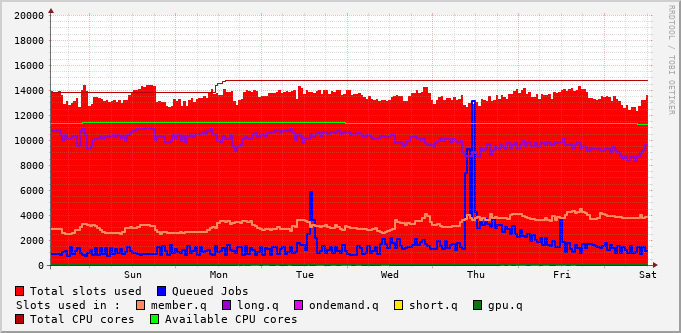 20000
18000
16000
14000
12000
10000
8000
6000
4000
2000
0
Sun Mon Tue Wed Thu Fri Sat
RRDTOOL / TOBI OETIKER
Total slots used Queued Jobs
Slots used in : member.q long.q ondemand.q short.q gpu.q
Total CPU cores Available CPU cores